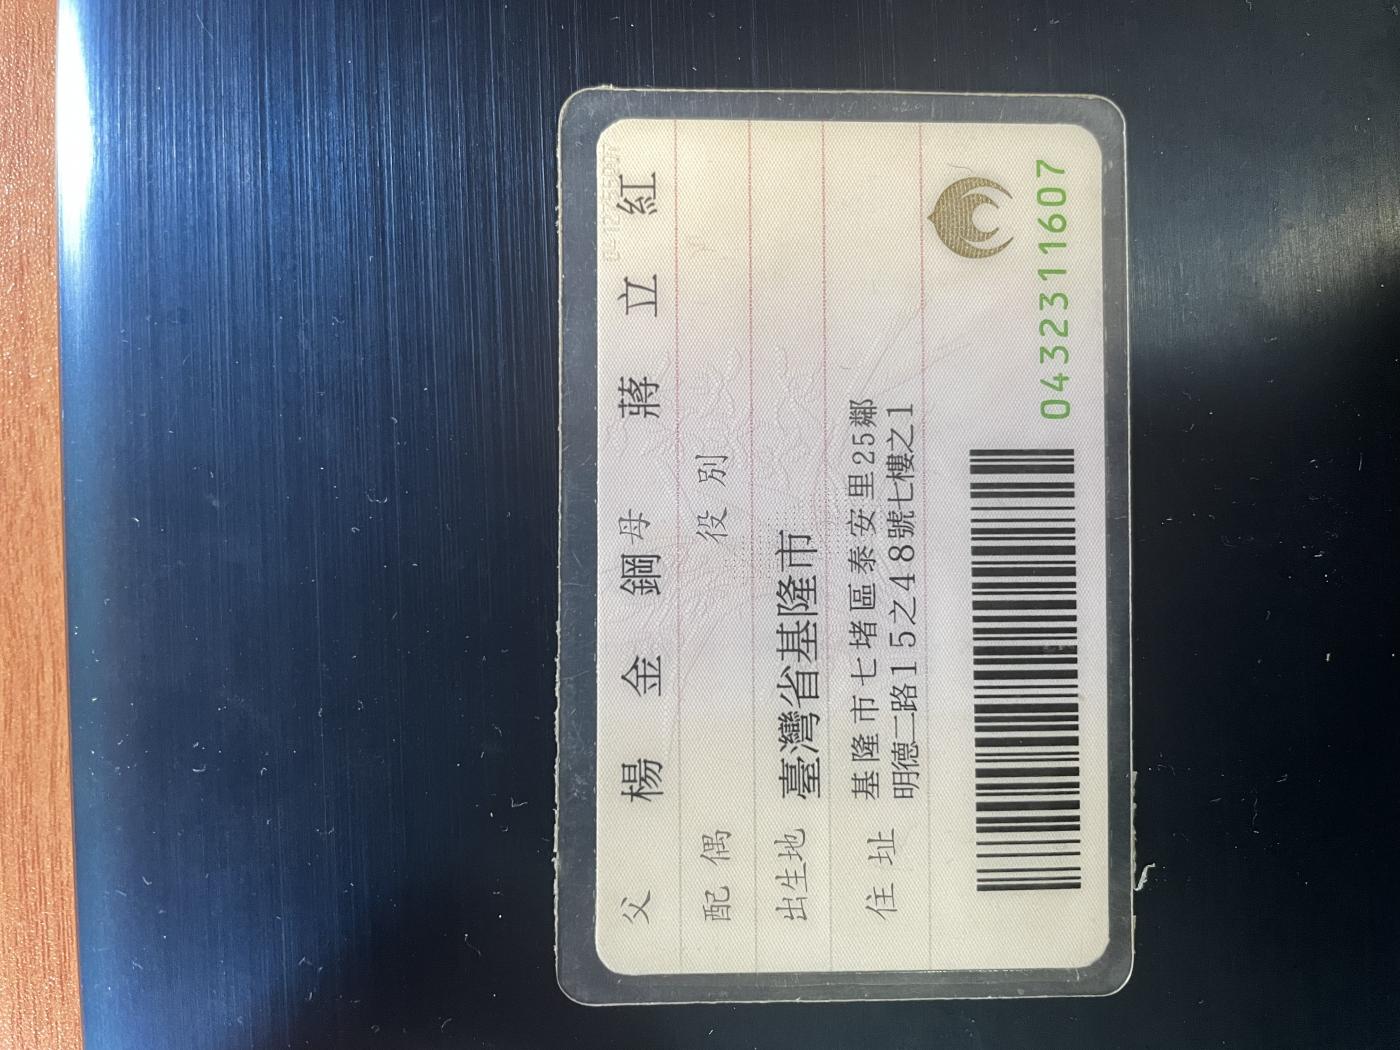 父 楊金鋼 母 蔣立紅
配偶 役別
出生地 臺灣省基隆市
住址 基隆市七堵區泰安里25鄰
明德二路15之48號七樓之1
0432311607